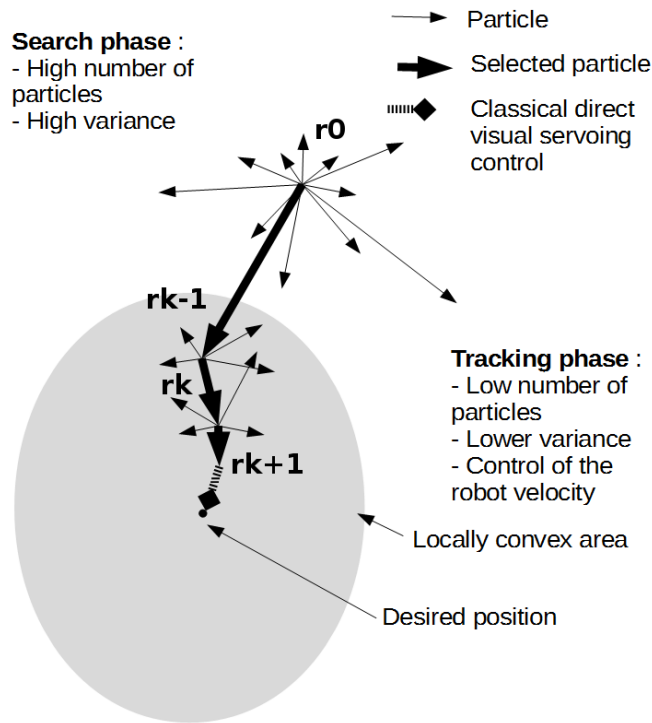 Search phase :
- High number of
particles
- High variance
Particle
Selected particle
Classical direct
visual servoing
control
r0
rk-1
rk
rk+1
Tracking phase :
- Low number of
particles
- Lower variance
- Control of the
robot velocity
Locally convex area
Desired position